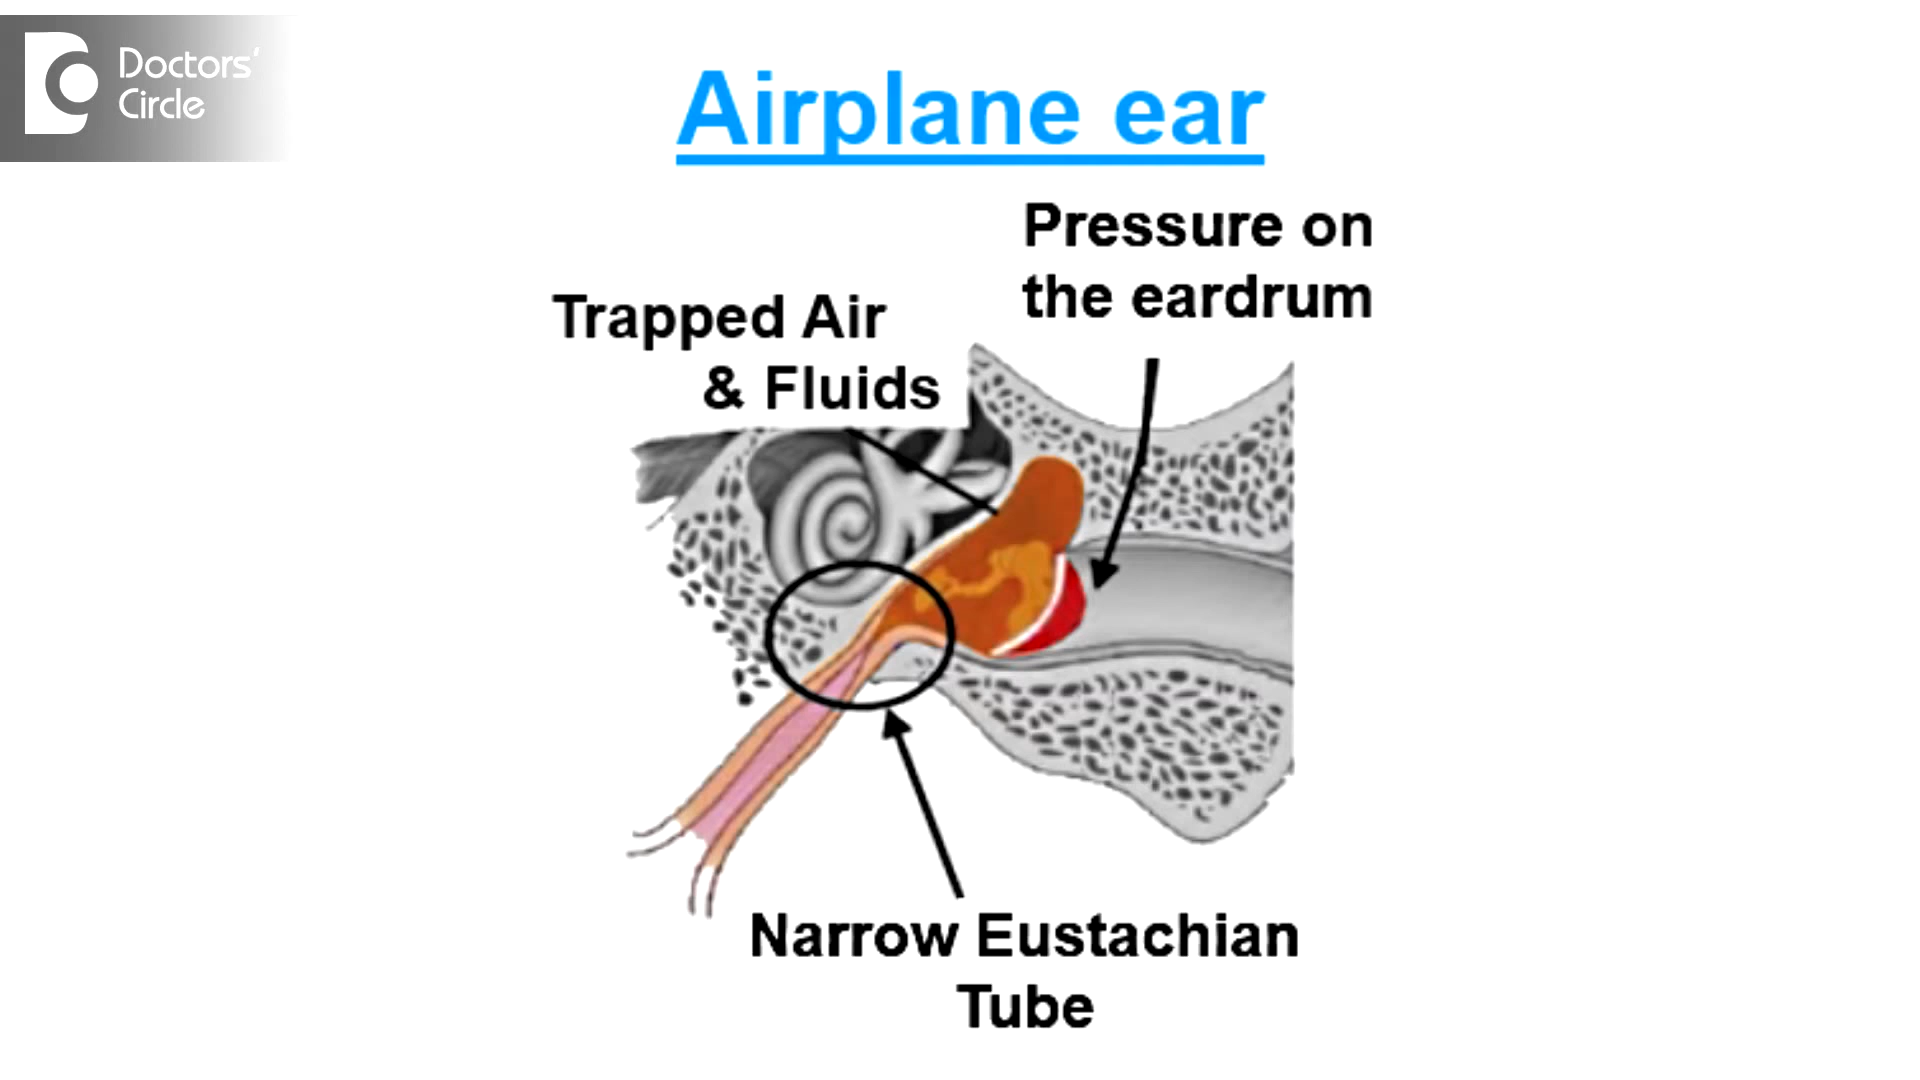 Doctors'
Circle
Airplane ear
Pressure on
the eardrum
Trapped Air
& Fluids
Narrow Eustachian
Tube